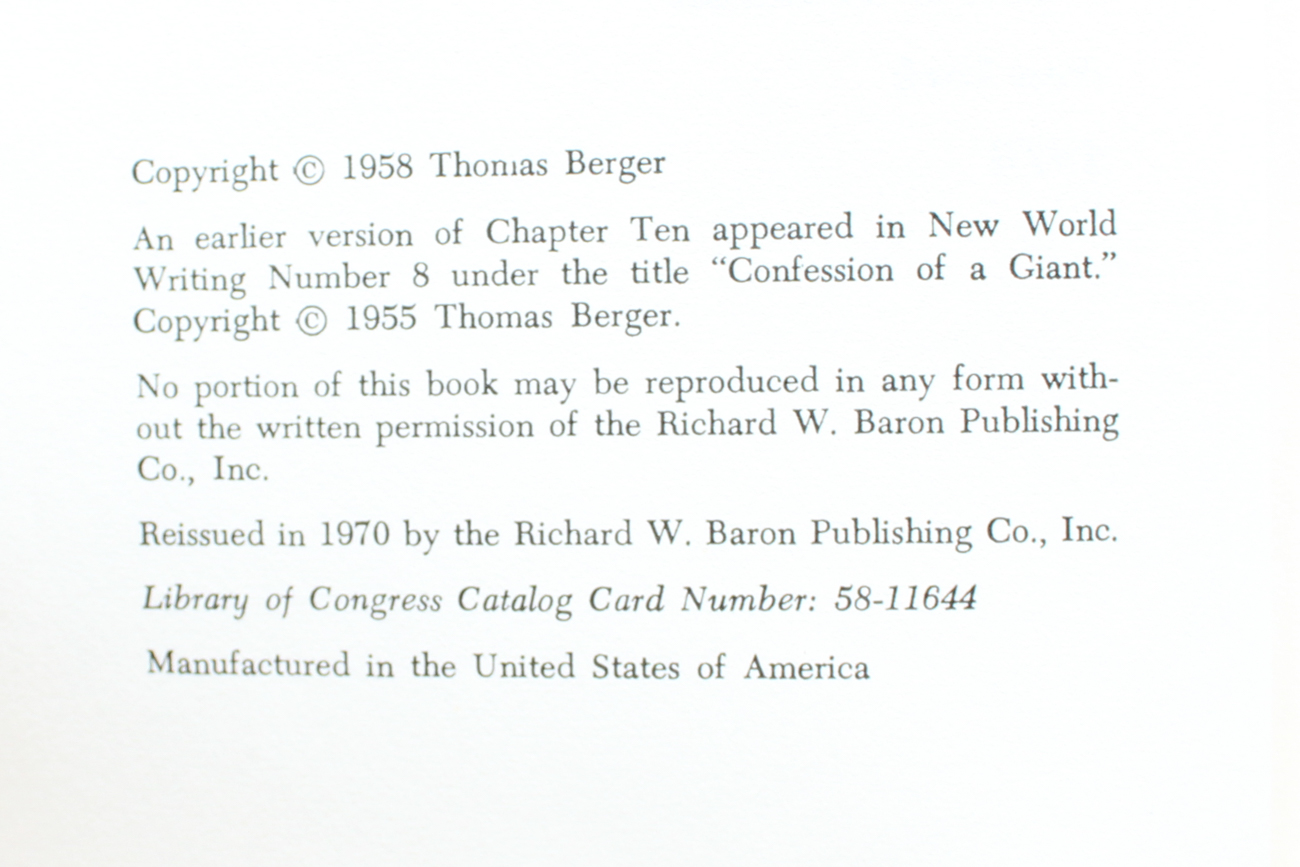 Copyright © 1958 Thomas Berger
An earlier version of Chapter Ten appeared in New World
Writing Number 8 under the title “Confession of a Giant.”
Copyright © 1955 Thomas Berger.
No portion of this book may be reproduced in any form with-
out the written permission of the Richard W. Baron Publishing
Co., Inc.
Reissued in 1970 by the Richard W. Baron Publishing Co., Inc.
Library of Congress Catalog Card Number: 58-11644
Manufactured in the United States of America